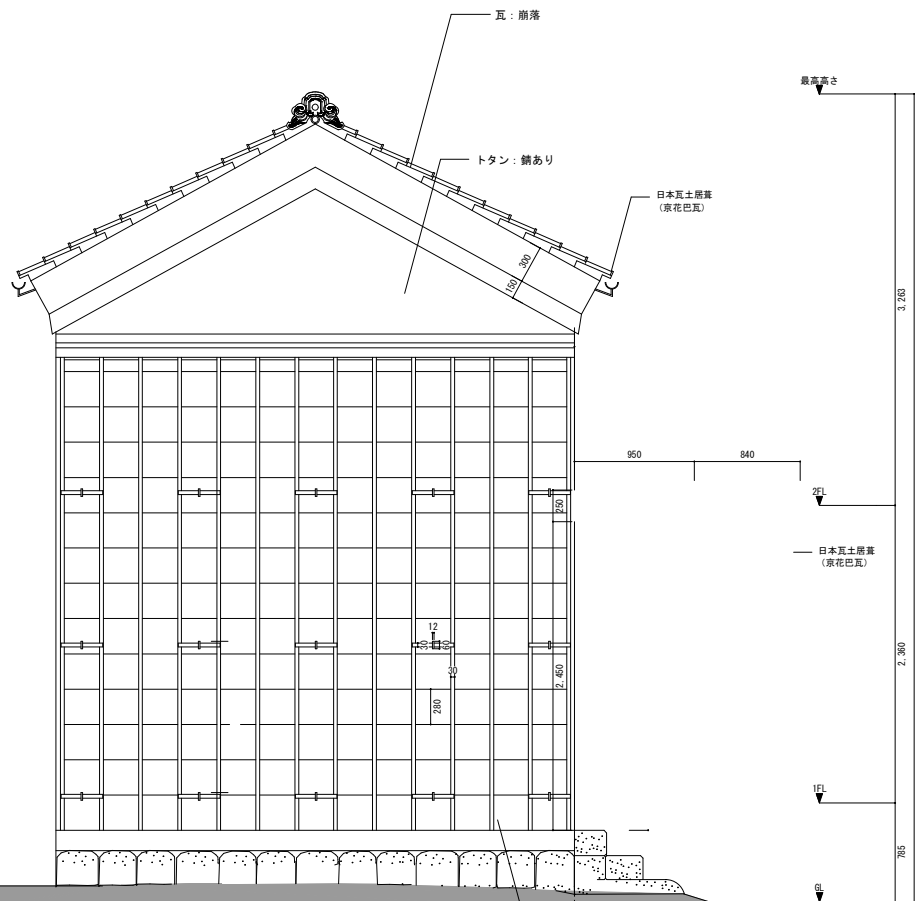 瓦：崩落
最高高さ
トタン：錆あり
日本瓦土居葺
(京花巴瓦)
300
150
3,263
950
840
2FL
250
日本瓦土居葺
(京花巴瓦)
12
30
60
30
2,450
2,360
280
1FL
785
GL